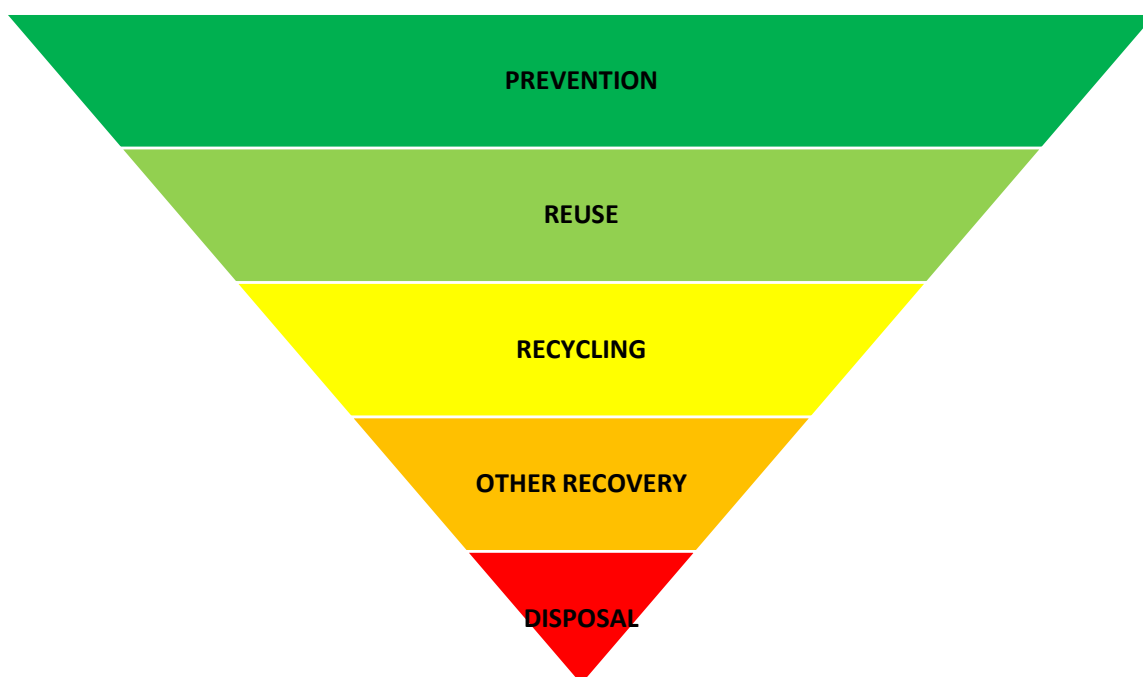 PREVENTION
REUSE
RECYCLING
OTHER RECOVERY
DISPOSAL